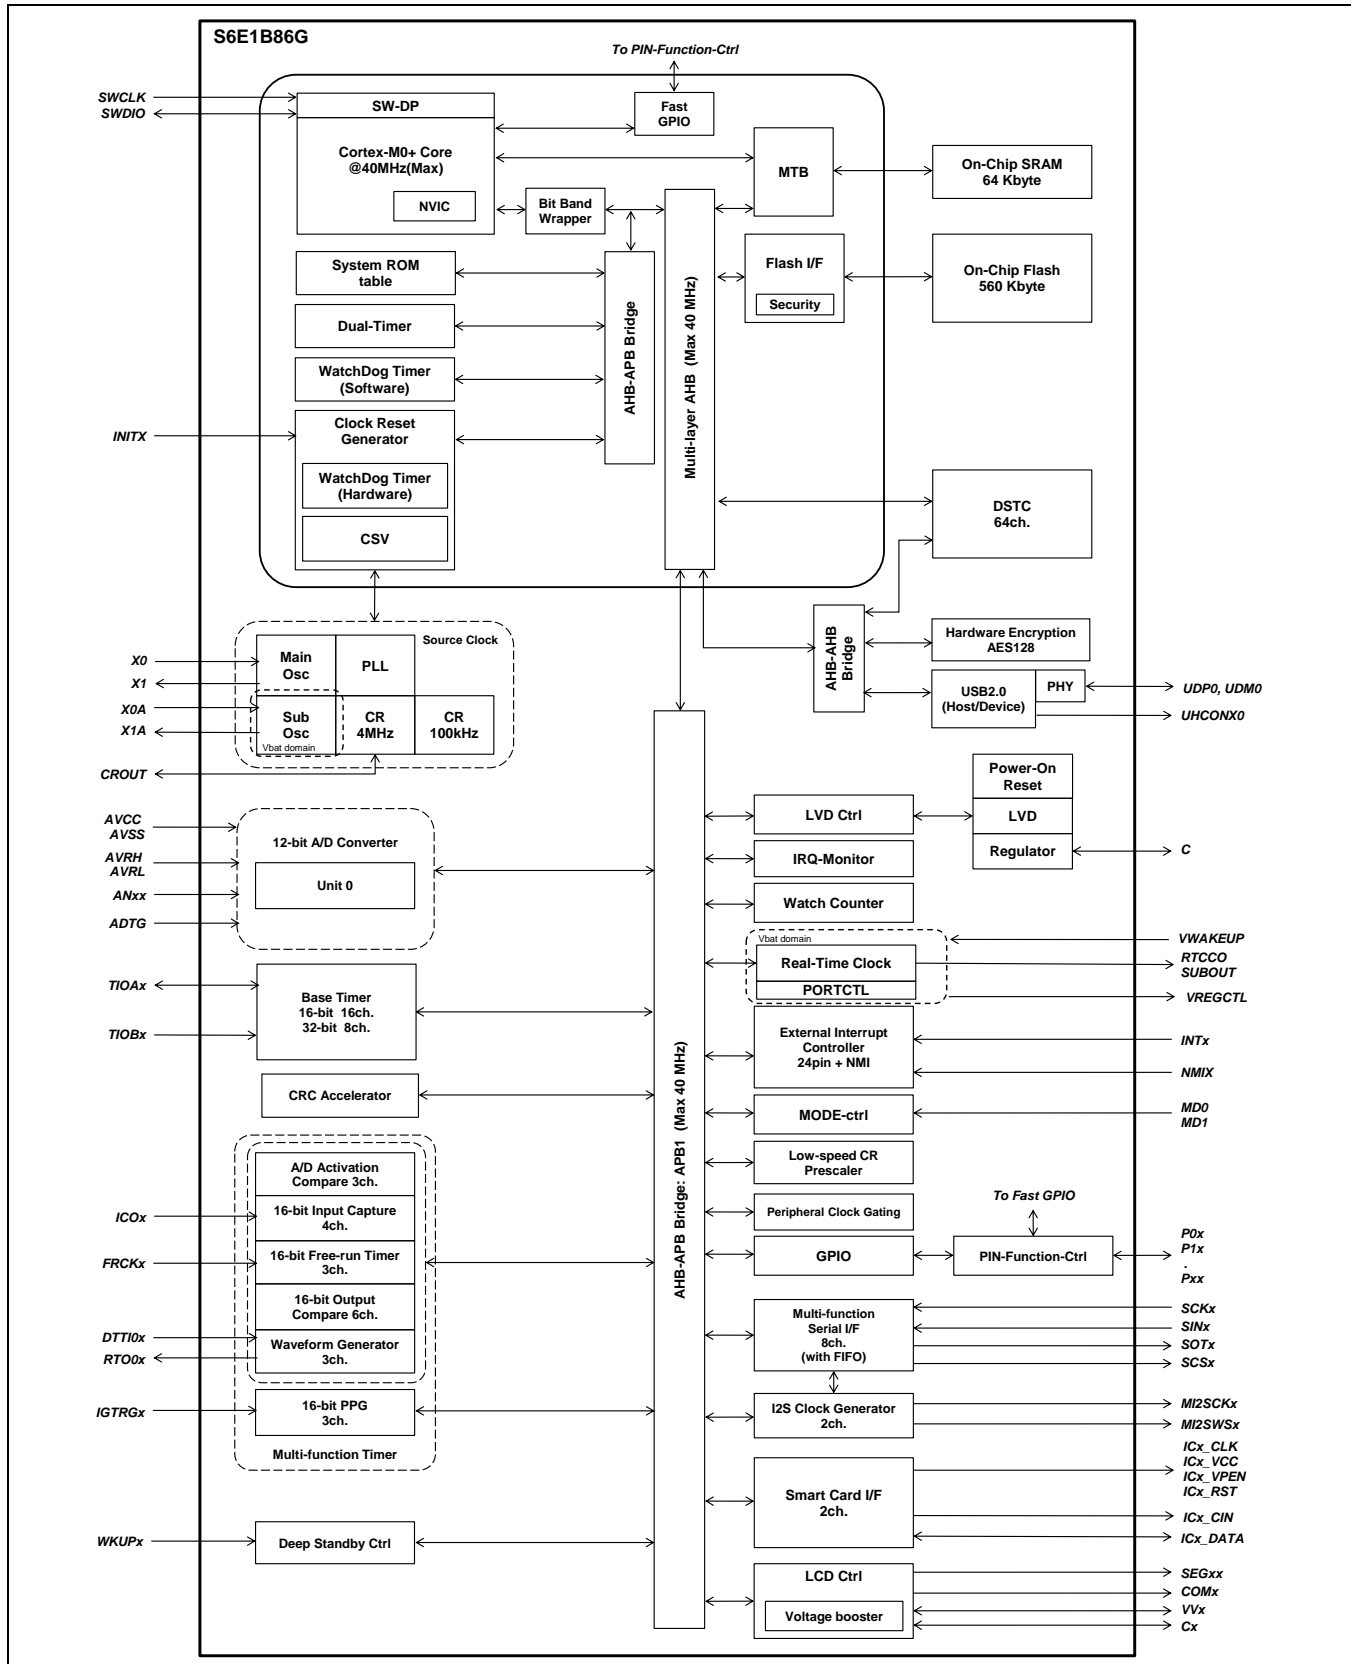 S6E1B86G
To PIN-Function-Ctrl
SWCLK
SWDIO
SW-DP
Cortex-M0+ Core
@40MHz(Max)
NVIC
Fast
GPIO
MTB
On-Chip SRAM
64 Kbyte
Bit Band
Wrapper
System ROM
table
Dual-Timer
WatchDog Timer
(Software)
INITX
Clock Reset
Generator
WatchDog Timer
(Hardware)
CSV
AHB-APB Bridge
Multi-layer AHB (Max 40 MHz)
Flash I/F
Security
On-Chip Flash
560 Kbyte
DSTC
64ch.
AHB-AHB
Bridge
Hardware Encryption
AES128
USB2.0
(Host/Device)
PHY
UDP0, UDM0
UHCONX0
Source Clock
X0
X1
X0A
X1A
CROUT
Main
Osc
PLL
Sub
Osc
Vbat domain
CR
4MHz
CR
100kHz
AVCC
AVSS
AVRH
AVRL
ANxx
ADTG
12-bit A/D Converter
Unit 0
TIOAx
TIOBx
Base Timer
16-bit 16ch.
32-bit 8ch.
CRC Accelerator
A/D Activation
Compare 3ch.
ICOx
16-bit Input Capture
4ch.
FRCKx
16-bit Free-run Timer
3ch.
16-bit Output
Compare 6ch.
DTTI0x
RTO0x
Waveform Generator
3ch.
IGTRGx
16-bit PPG
3ch.
Multi-function Timer
WKUPx
Deep Standby Ctrl
AHB-APB Bridge: APB1 (Max 40 MHz)
LVD Ctrl
Power-On
Reset
LVD
Regulator
C
IRQ-Monitor
Watch Counter
Vbat domain
Real-Time Clock
PORTCTL
VWAKEUP
RTCCO
SUBOUT
VREGCTL
External Interrupt
Controller
24pin + NMI
INTx
NMIX
MODE-ctrl
MD0
MD1
Low-speed CR
Prescaler
Peripheral Clock Gating
To Fast GPIO
GPIO
PIN-Function-Ctrl
P0x
P1x
.
Pxx
Multi-function
Serial I/F
8ch.
(with FIFO)
SCKx
SINx
SOTx
SCSx
I2S Clock Generator
2ch.
MI2SCKx
MI2SWSx
Smart Card I/F
2ch.
ICx_CLK
ICx_VCC
ICx_VPEN
ICx_RST
ICx_CIN
ICx_DATA
LCD Ctrl
Voltage booster
SEGxx
COMx
VVx
Cx